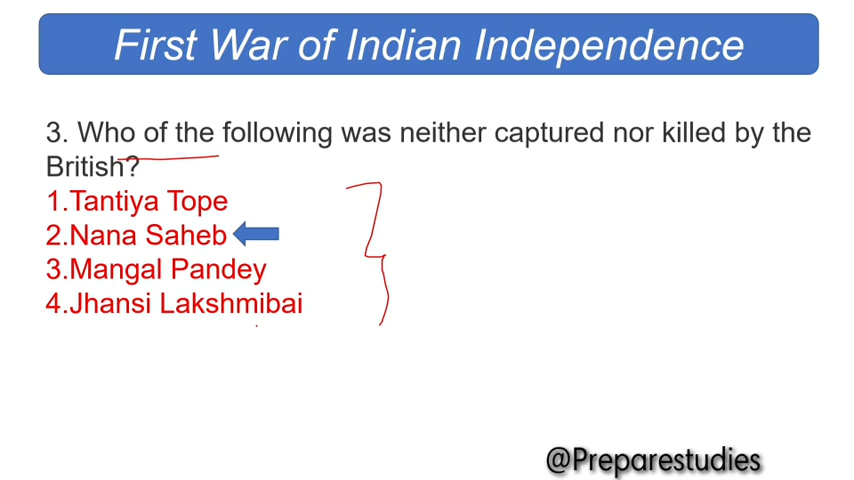 First War of Indian Independence
3. Who of the following was neither captured nor killed by the
British?
1.Tantiya Tope
2.Nana Saheb
3.Mangal Pandey
4.Jhansi Lakshmibai
@Preparestudies